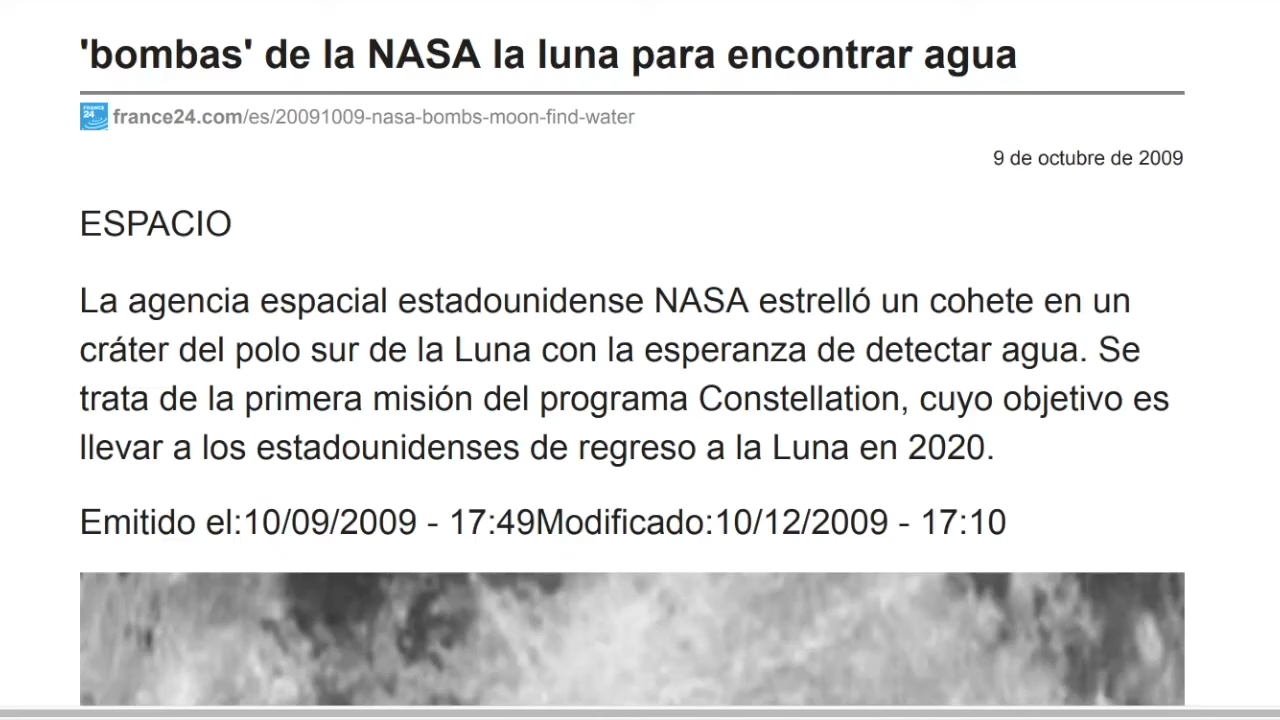 'bombas' de la NASA la luna para encontrar agua
FRANCE 24 france24.com/es/20091009-nasa-bombs-moon-find-water
9 de octubre de 2009
ESPACIO
La agencia espacial estadounidense NASA estrelló un cohete en un
cráter del polo sur de la Luna con la esperanza de detectar agua. Se
trata de la primera misión del programa Constellation, cuyo objetivo es
llevar a los estadounidenses de regreso a la Luna en 2020.
Emitido el:10/09/2009 - 17:49Modificado:10/12/2009 - 17:10